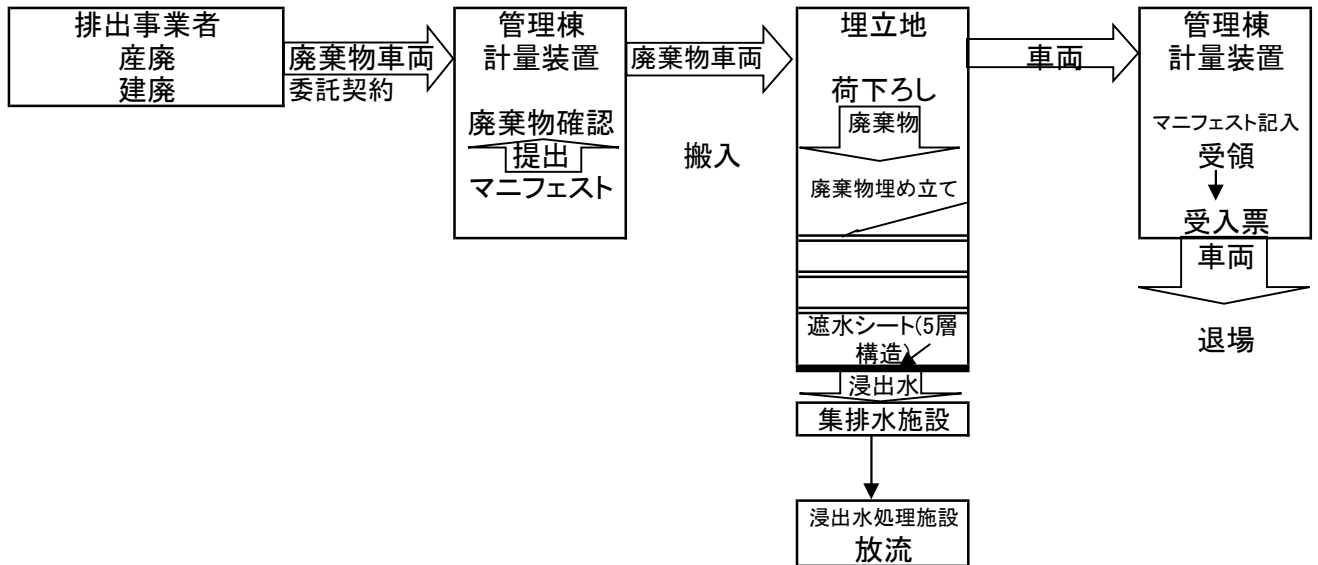 排出事業者
産廃
建廃
廃棄物車両
委託契約
管理棟
計量装置
廃棄物確認
提出
マニフェスト
廃棄物車両
搬入
埋立地
荷下ろし
廃棄物
廃棄物埋め立て
遮水シート(5層
構造)
浸出水
集排水施設
浸出水処理施設
放流
車両
管理棟
計量装置
マニフェスト記入
受領
受入票
車両
退場